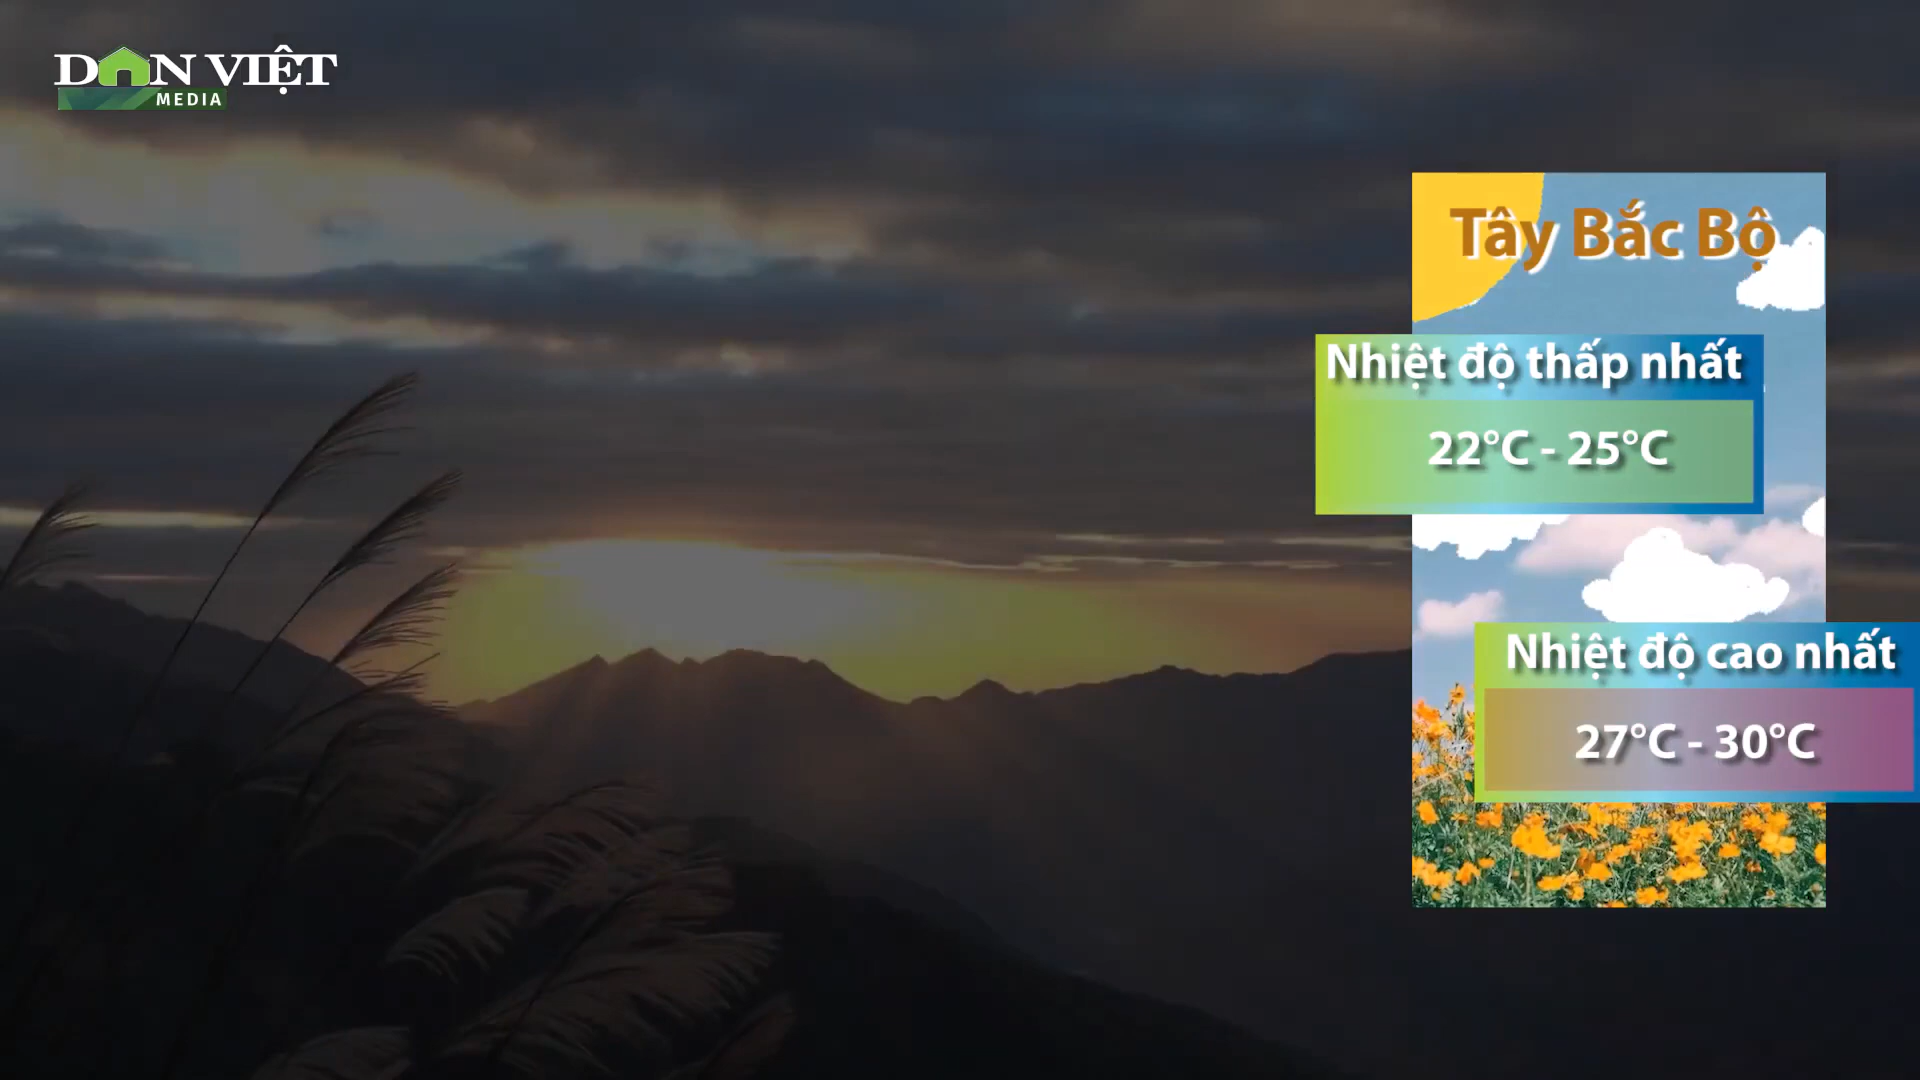 DÂN VIỆT
MEDIA
Tây Bắc Bộ
Nhiệt độ thấp nhất
22°C - 25°C
Nhiệt độ cao nhất
27°C - 30°C